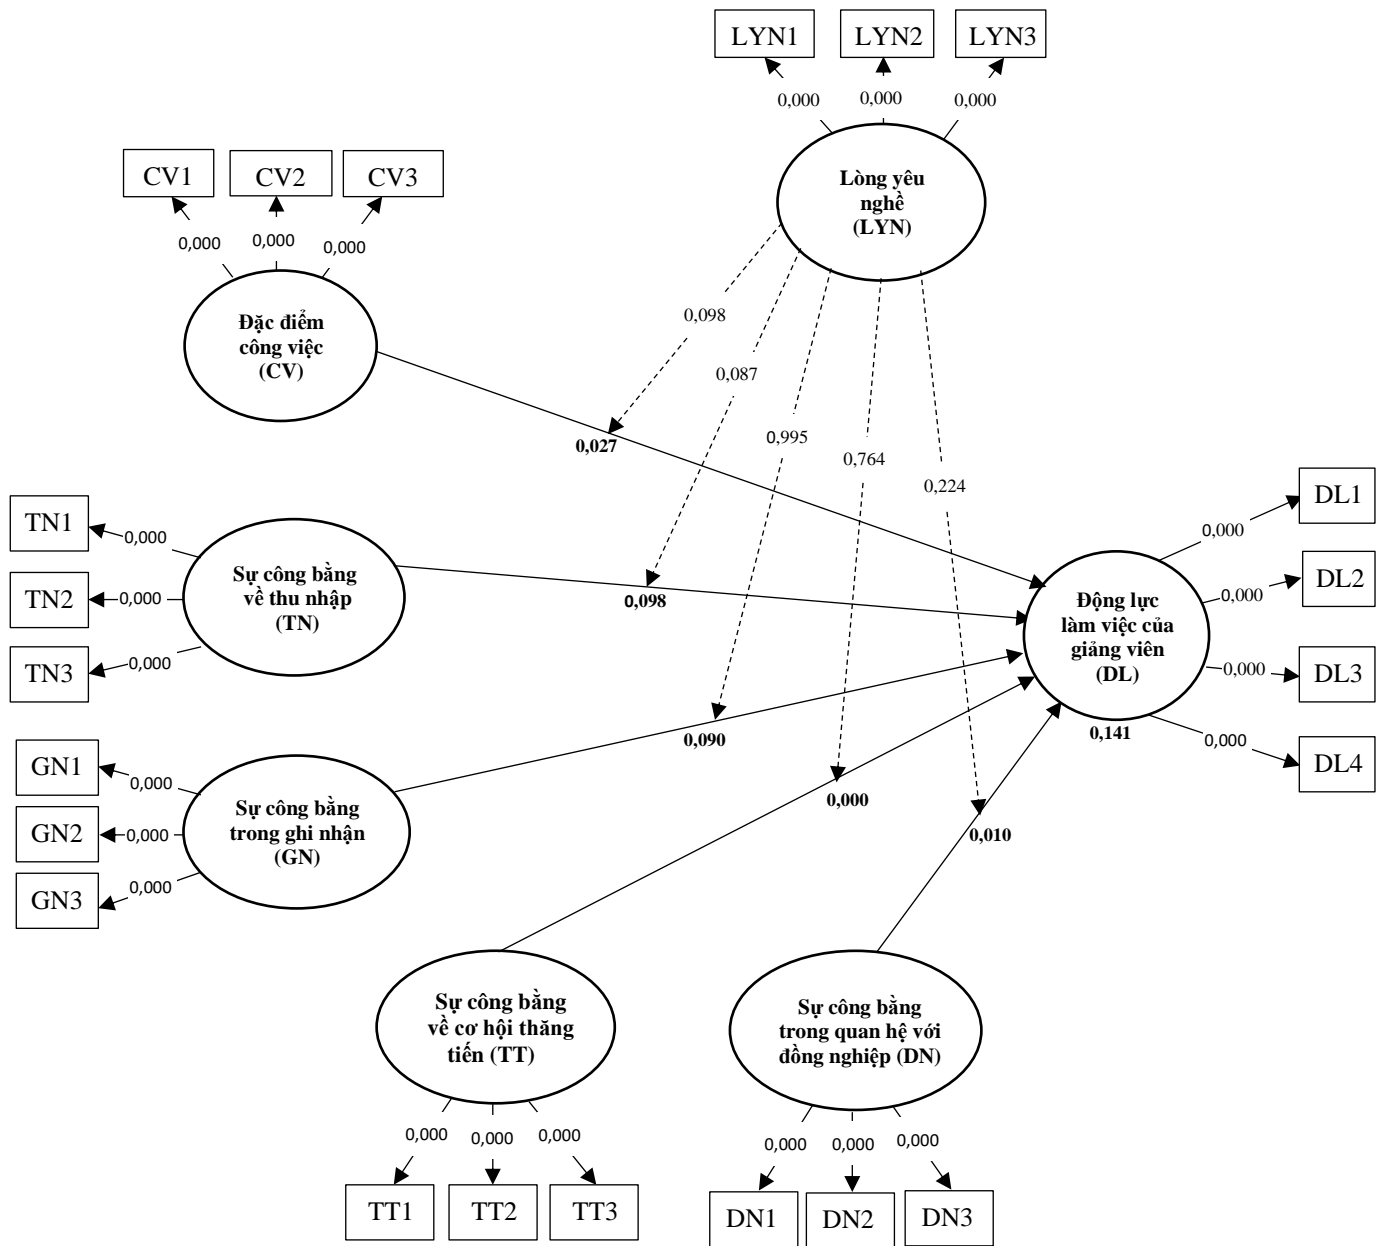 LYN1
LYN2
LYN3
0,000
0,000
0,000
Lòng yêu
nghề
(LYN)
CV1
CV2
CV3
0,000
0,000
0,000
Đặc điểm
công việc
(CV)
0,098
0,087
0,995
0,764
0,224
0,027
TN1
TN2
TN3
0,000
0,000
0,000
Sự công bằng
về thu nhập
(TN)
0,098
DL1
DL2
DL3
DL4
0,000
0,000
0,000
0,000
Động lực
làm việc của
giảng viên
(DL)
0,141
GN1
GN2
GN3
0,000
0,000
0,000
Sự công bằng
trong ghi nhận
(GN)
0,090
0,000
0,010
Sự công bằng
về cơ hội thăng
tiến (TT)
0,000
0,000
0,000
TT1
TT2
TT3
Sự công bằng
trong quan hệ với
đồng nghiệp (DN)
0,000
0,000
0,000
DN1
DN2
DN3